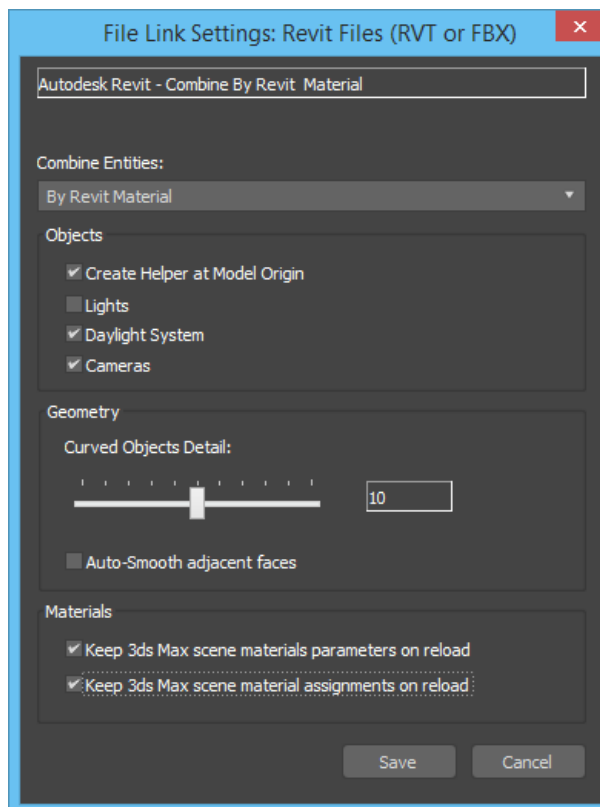 File Link Settings: Revit Files (RVT or FBX)
Autodesk Revit - Combine By Revit  Material
Combine Entities:
By Revit Material
Objects
Create Helper at Model Origin
Lights
Daylight System
Cameras
Geometry
Curved Objects Detail:
10
Auto-Smooth adjacent faces
Materials
Keep 3ds Max scene materials parameters on reload
Keep 3ds Max scene material assignments on reload
Save Cancel